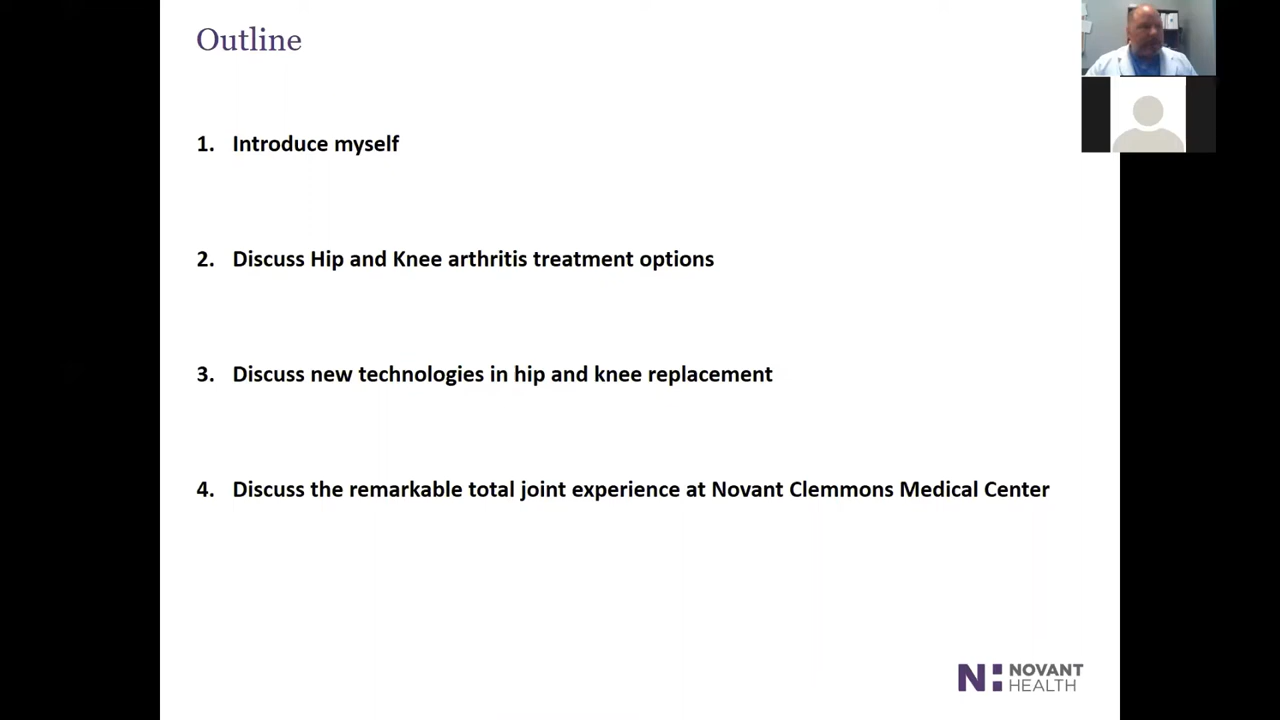 Outline
1. Introduce myself
2. Discuss Hip and Knee arthritis treatment options
3. Discuss new technologies in hip and knee replacement
4. Discuss the remarkable total joint experience at Novant Clemmons Medical Center
NOVANT
HEALTH